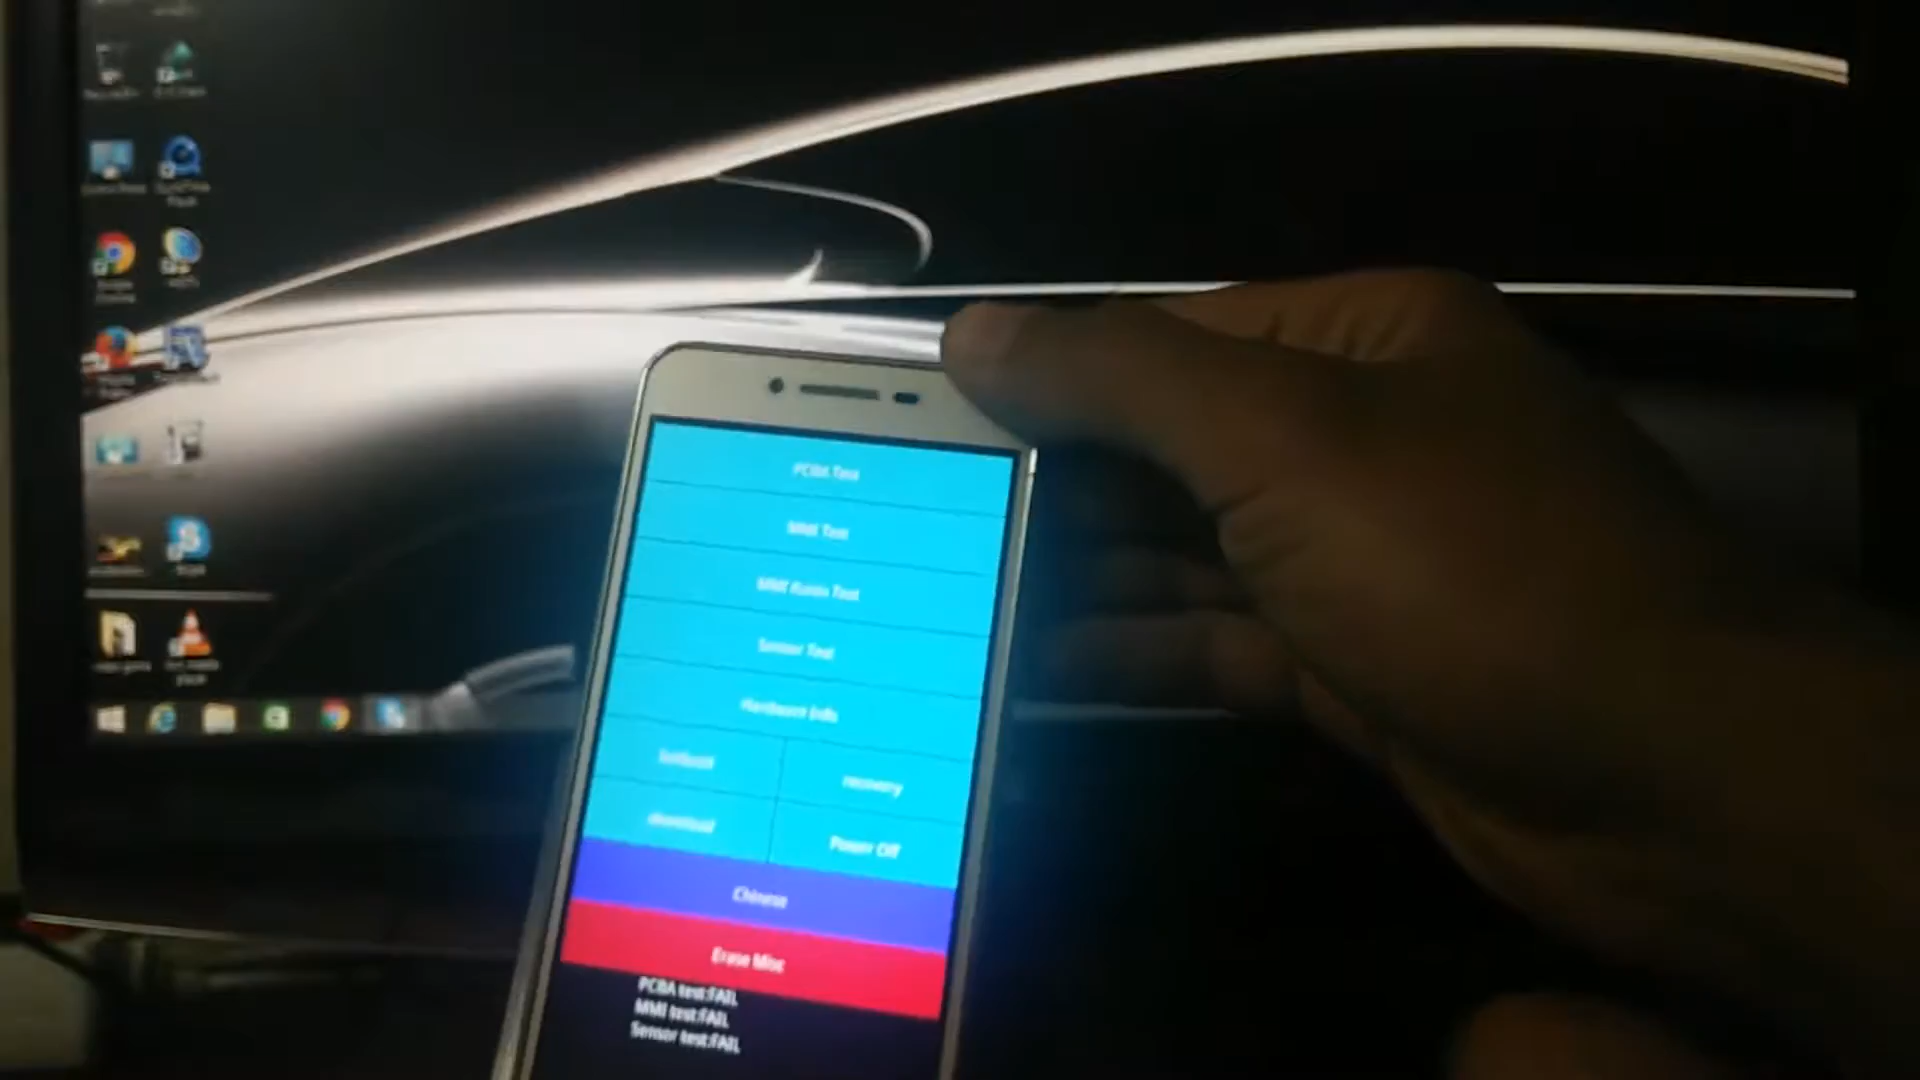 PCBA Test
MMI Test
MMI Runin Test
Sensor Test
Hardware Info
fastboot
recovery
download
Power Off
Chinese
Erase Misc
PCBA test:FAIL
MMI test:FAIL
Sensor test:FAIL